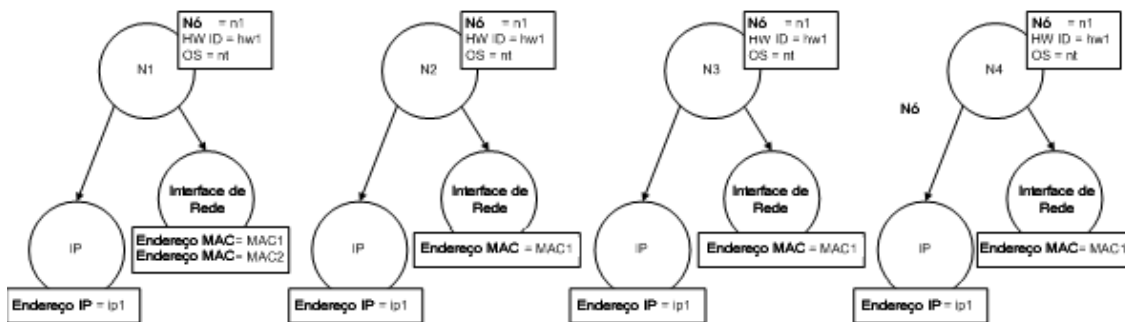 Nó = n1
HW ID = hw1
OS = nt
N1
Interface de
Rede
Endereço MAC= MAC1
Endereço MAC= MAC2
IP
Endereço IP = ip1
Nó = n1
HW ID = hw1
OS = nt
N2
Interface de
Rede
Endereço MAC = MAC1
IP
Endereço IP = ip1
Nó = n1
HW ID = hw1
OS = nt
N3
Interface de
Rede
Endereço MAC = MAC1
IP
Endereço IP = ip1
Nó = n1
HW ID = hw1
OS = nt
N4
Nó
Interface de
Rede
Endereço MAC = MAC1
IP
Endereço IP = ip1